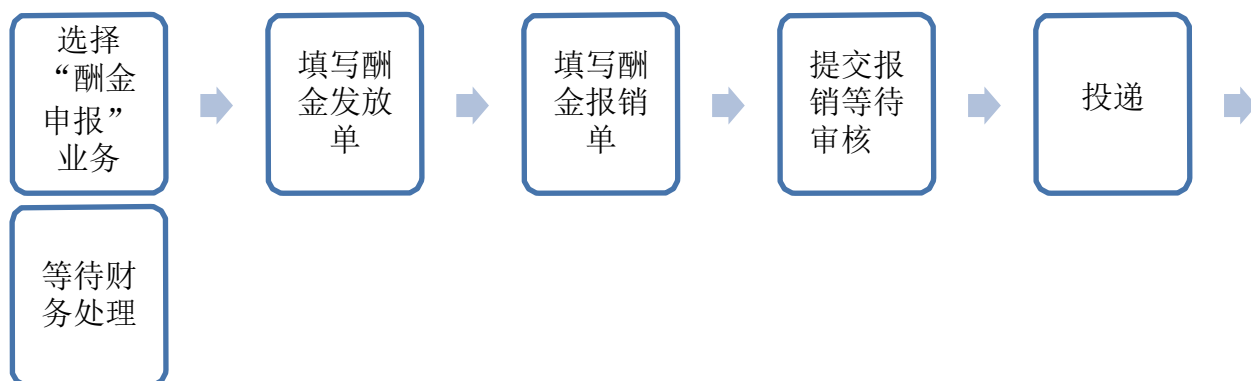 选择
“酬金
申报”
业务
填写酬
金发放
单
填写酬
金报销
单
提交报
销等待
审核
投递
等待财
务处理